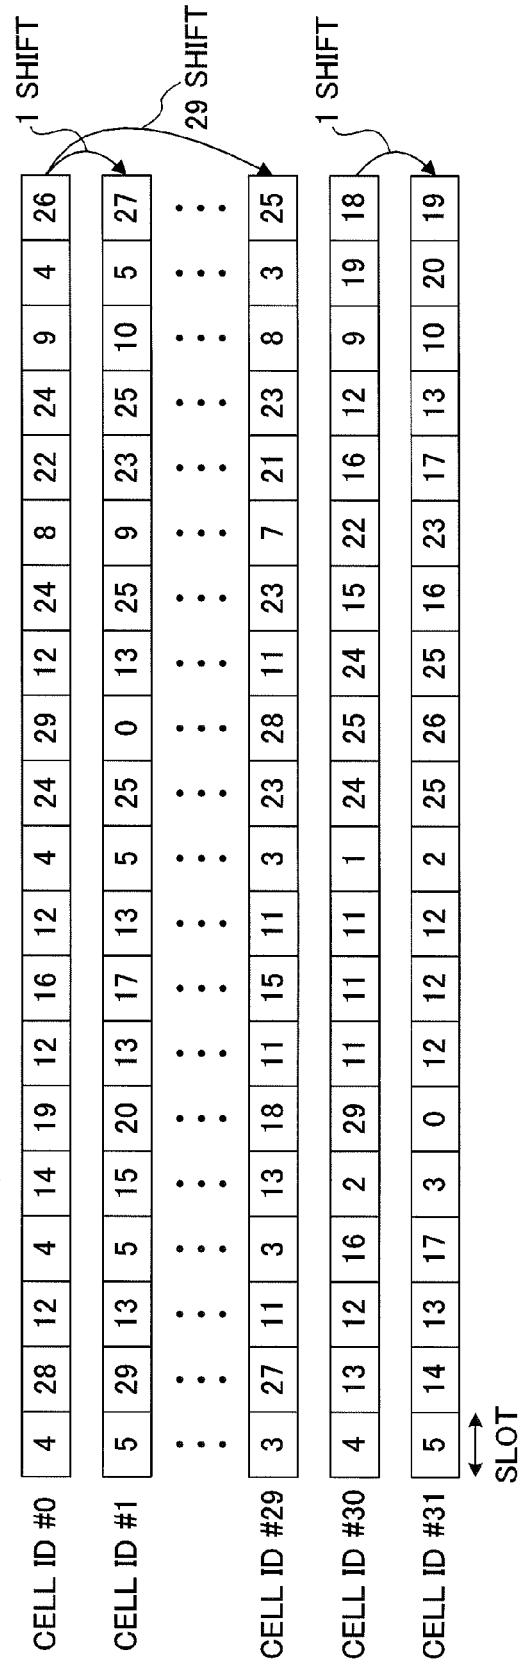 CELL ID #0 4 28 12 4 14 19 12 16 12 4 24 29 12 24 8 22 24 9 4 26
1 SHIFT
CELL ID #1 5 29 13 5 15 20 13 17 13 5 25 0 13 25 9 23 25 10 5 27
29 SHIFT
CELL ID #29 3 27 11 3 13 18 11 15 11 3 23 28 11 23 7 21 23 8 3 25
CELL ID #30 4 13 12 16 2 29 11 11 11 1 24 25 24 15 22 16 12 9 19 18
1 SHIFT
CELL ID #31 5 14 13 17 3 0 12 12 12 2 25 26 25 16 23 17 13 10 20 19
SLOT